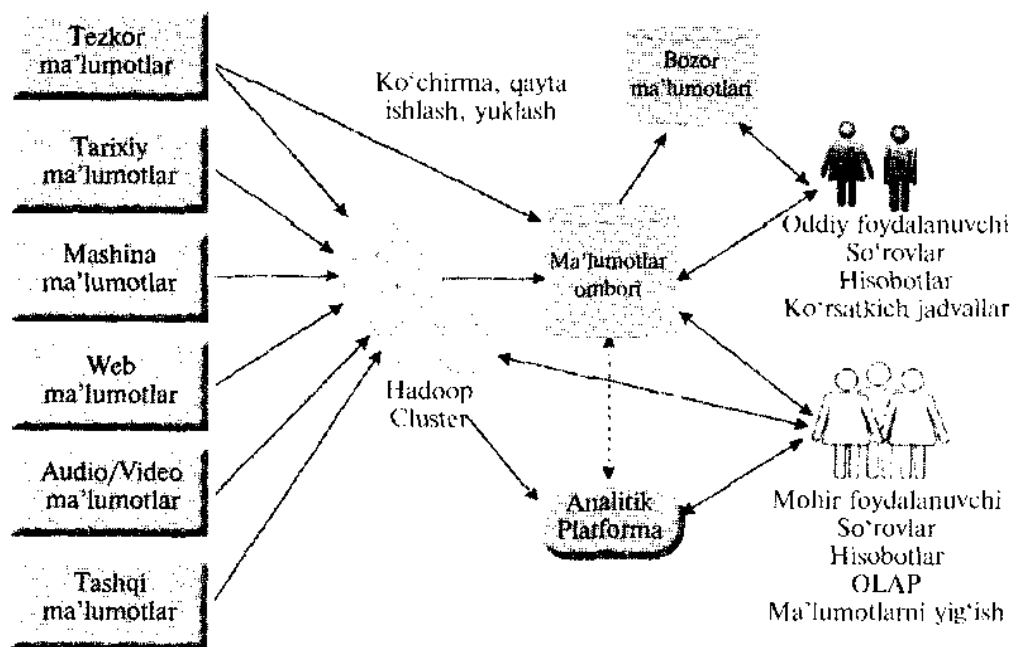 Tezkor
ma'lumotlar
Tarixiy
ma'lumotlar
Mashina
ma'lumotlar
Web
ma'lumotlar
Audio/Video
ma'lumotlar
Tashqi
ma'lumotlar
Ko'chirma, qayta
ishlash, yuklash
Hadoop
Cluster
Bozor
ma'lumotlari
Ma'lumotlar
ombori
Analitik
Platforma
Oddiy foydalanuvchi
So'rovlar
Hisobotlar
Ko'rsatkich jadvallar
Mohir foydalanuvchi
So'rovlar
Hisobotlar
OLAP
Ma'lumotlarni yig'ish